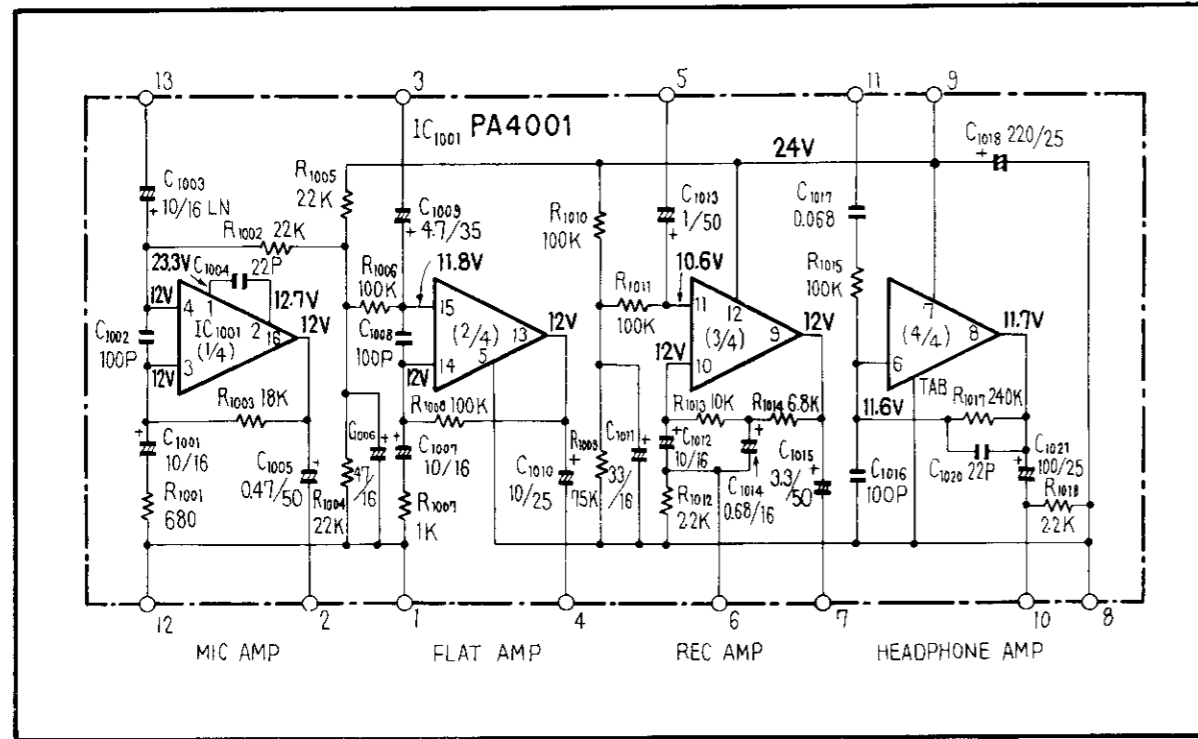 13
3
5
11
9
IC1001 PA4001
C1018 220/25
+
24V
R1005
22K
C1003
+ 10/16 LN
R1002 22K
C1009
+ 4.7/35
R1010
100K
C1013
1/50
+
C1017
0.068
23.3V
C1004
22P
R1006
100K
11.8V
R1011
100K
10.6V
R1015
100K
12V
4
1
12.7V
12V
IC1001
(1/4)
2
16
C1002
100P
12V
3
C1008
100P
15
(2/4)
13
12V
5
14
12V
11
12
(3/4)
9
12V
12V
10
7
(4/4)
8
11.7V
6
TAB
11.6V
R1003 18K
R1008 100K
R1013 10K
R1014 6.8K
R1017 240K
+
C1001
10/16
C1005
0.47/50
+
R1004
22K
C1006
+
47/16
+
C1007
10/16
C1010
10/25
+
R1009
75K
C1011
+
33/16
+
C1012
10/16
+
C1014
0.68/16
C1015
3.3/50
+
C1016
100P
C1020 22P
+
C1021
100/25
R1018
2.2K
R1001
680
R1007
1K
R1012
22K
12
2
1
4
6
7
10
8
MIC AMP
FLAT AMP
REC AMP
HEADPHONE AMP